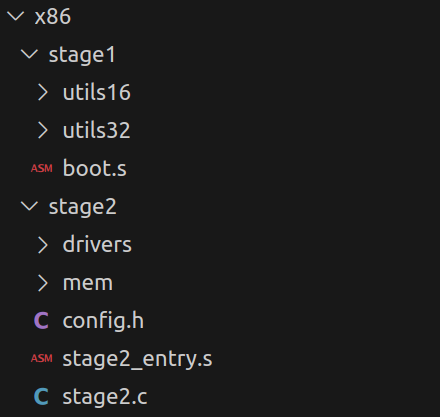 x86
stage1
utils16
utils32
ASM boot.s
stage2
drivers
mem
C config.h
ASM stage2_entry.s
C stage2.c